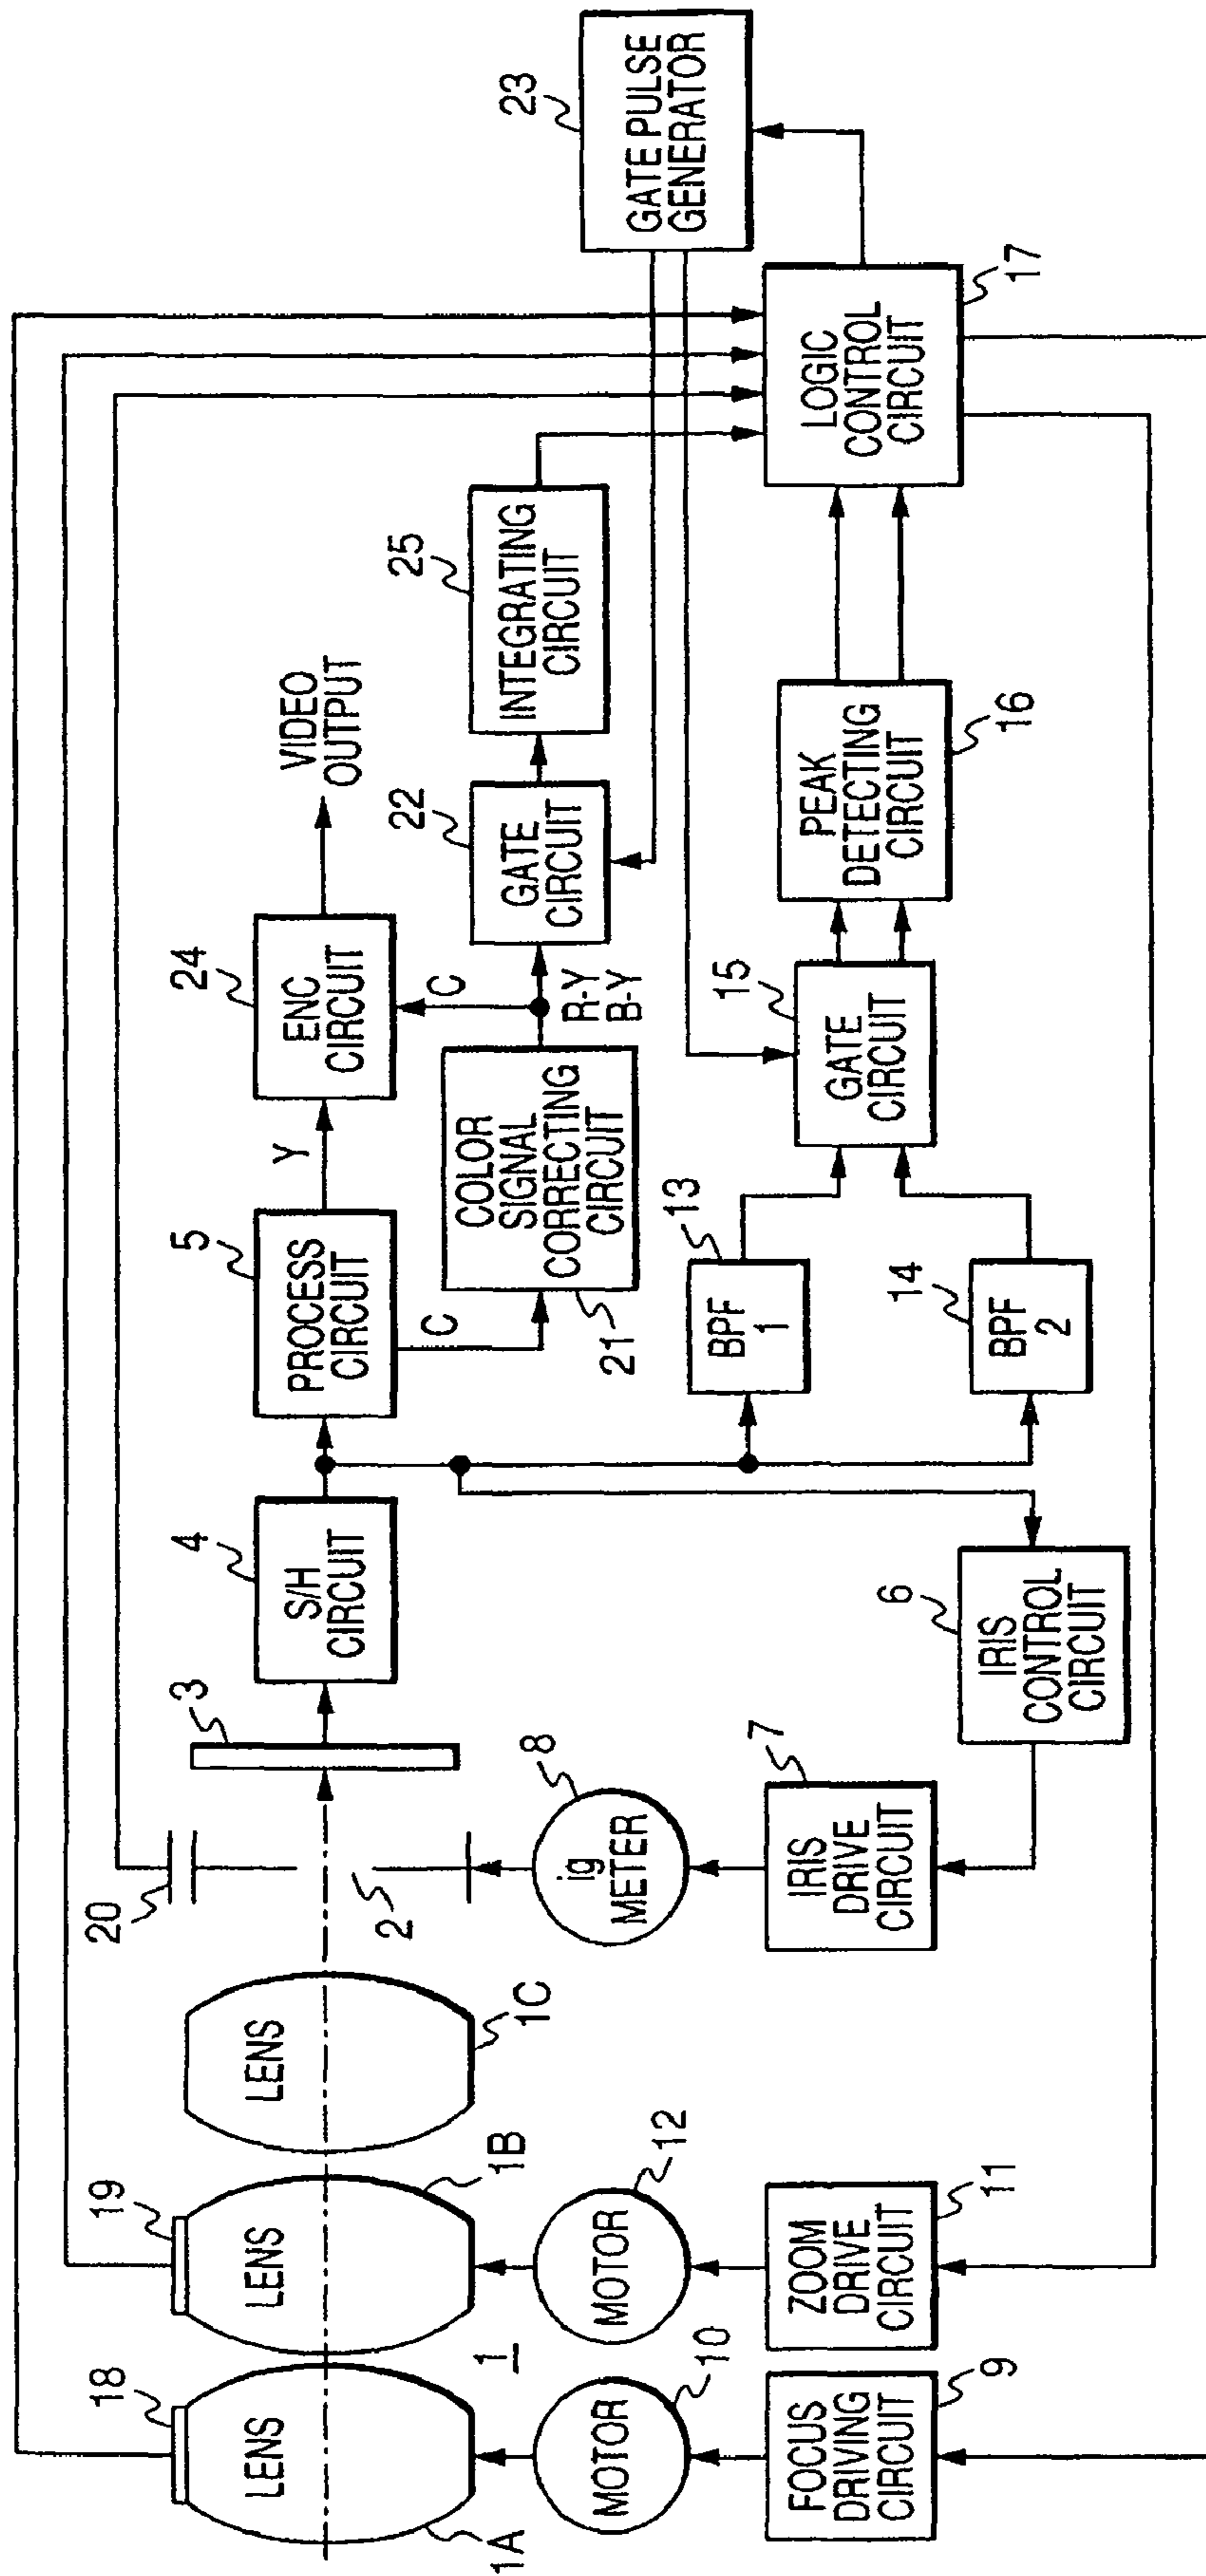 18
19
20
LENS
LENS
LENS
1A
1
1B
1C
2
3
4
S/H
CIRCUIT
5
PROCESS
CIRCUIT
Y
24
ENC
CIRCUIT
VIDEO
OUTPUT
C
COLOR
SIGNAL
CORRECTING
CIRCUIT
21
C
R-Y
B-Y
22
GATE
CIRCUIT
25
INTEGRATING
CIRCUIT
23
GATE PULSE
GENERATOR
MOTOR
10
MOTOR
12
ig
METER
8
13
BPF
1
14
BPF
2
15
GATE
CIRCUIT
PEAK
DETECTING
CIRCUIT
16
LOGIC
CONTROL
CIRCUIT
17
FOCUS
DRIVING
CIRCUIT
9
ZOOM
DRIVE
CIRCUIT
11
IRIS
DRIVE
CIRCUIT
7
6
IRIS
CONTROL
CIRCUIT